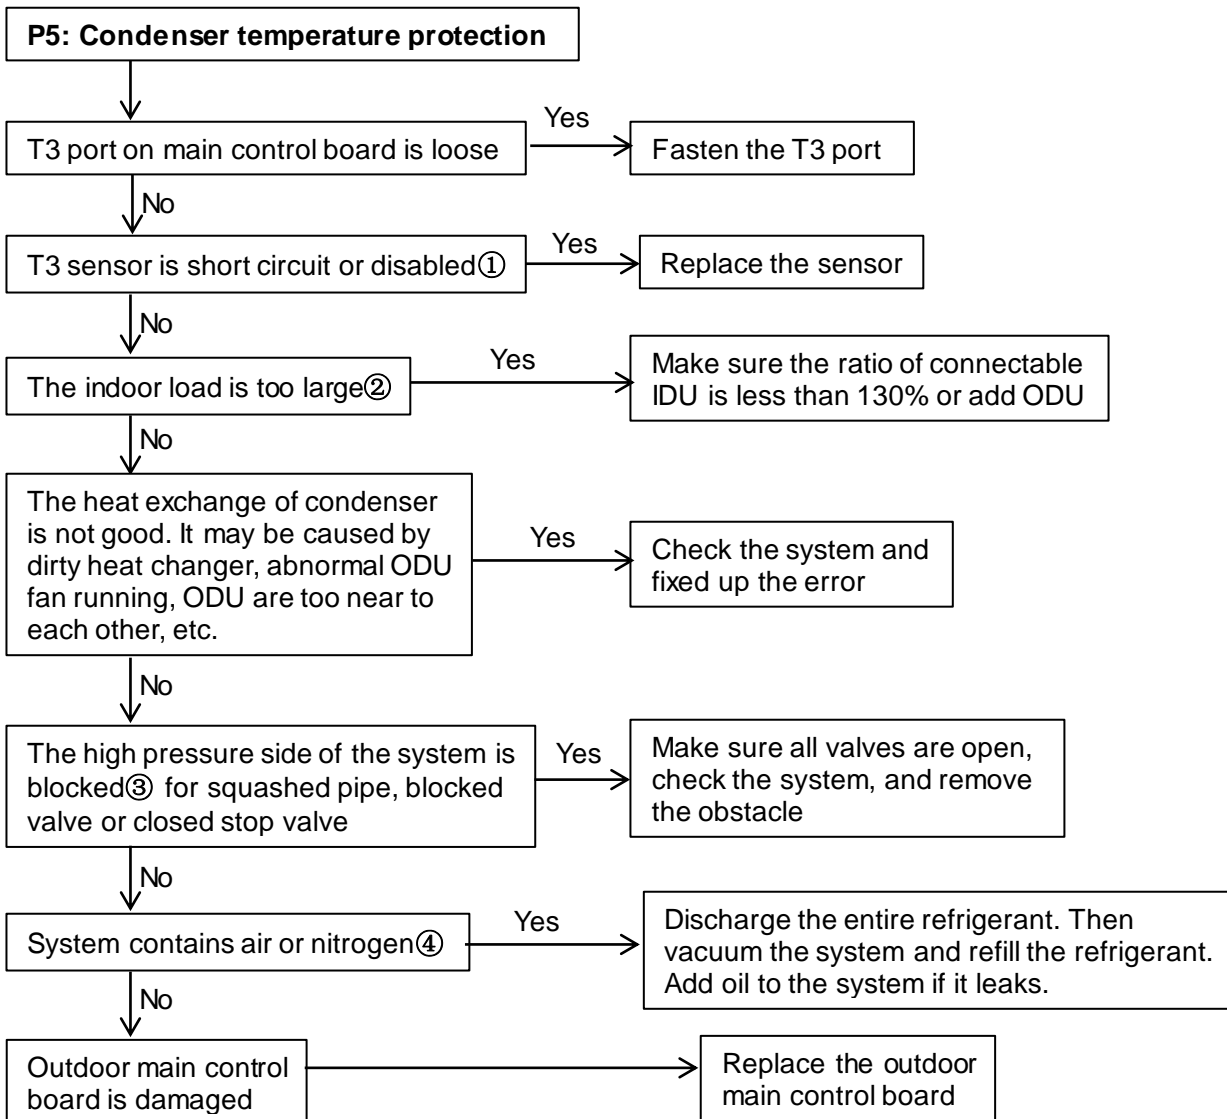 P5: Condenser temperature protection
T3 port on main control board is loose
Yes
Fasten the T3 port
No
T3 sensor is short circuit or disabled①
Yes
Replace the sensor
No
The indoor load is too large②
Yes
Make sure the ratio of connectable
IDU is less than 130% or add ODU
No
The heat exchange of condenser
is not good. It may be caused by
dirty heat changer, abnormal ODU
fan running, ODU are too near to
each other, etc.
Yes
Check the system and
fixed up the error
No
The high pressure side of the system is
blocked③ for squashed pipe, blocked
valve or closed stop valve
Yes
Make sure all valves are open,
check the system, and remove
the obstacle
No
System contains air or nitrogen④
Yes
Discharge the entire refrigerant. Then
vacuum the system and refill the refrigerant.
Add oil to the system if it leaks.
No
Outdoor main control
board is damaged
Replace the outdoor
main control board